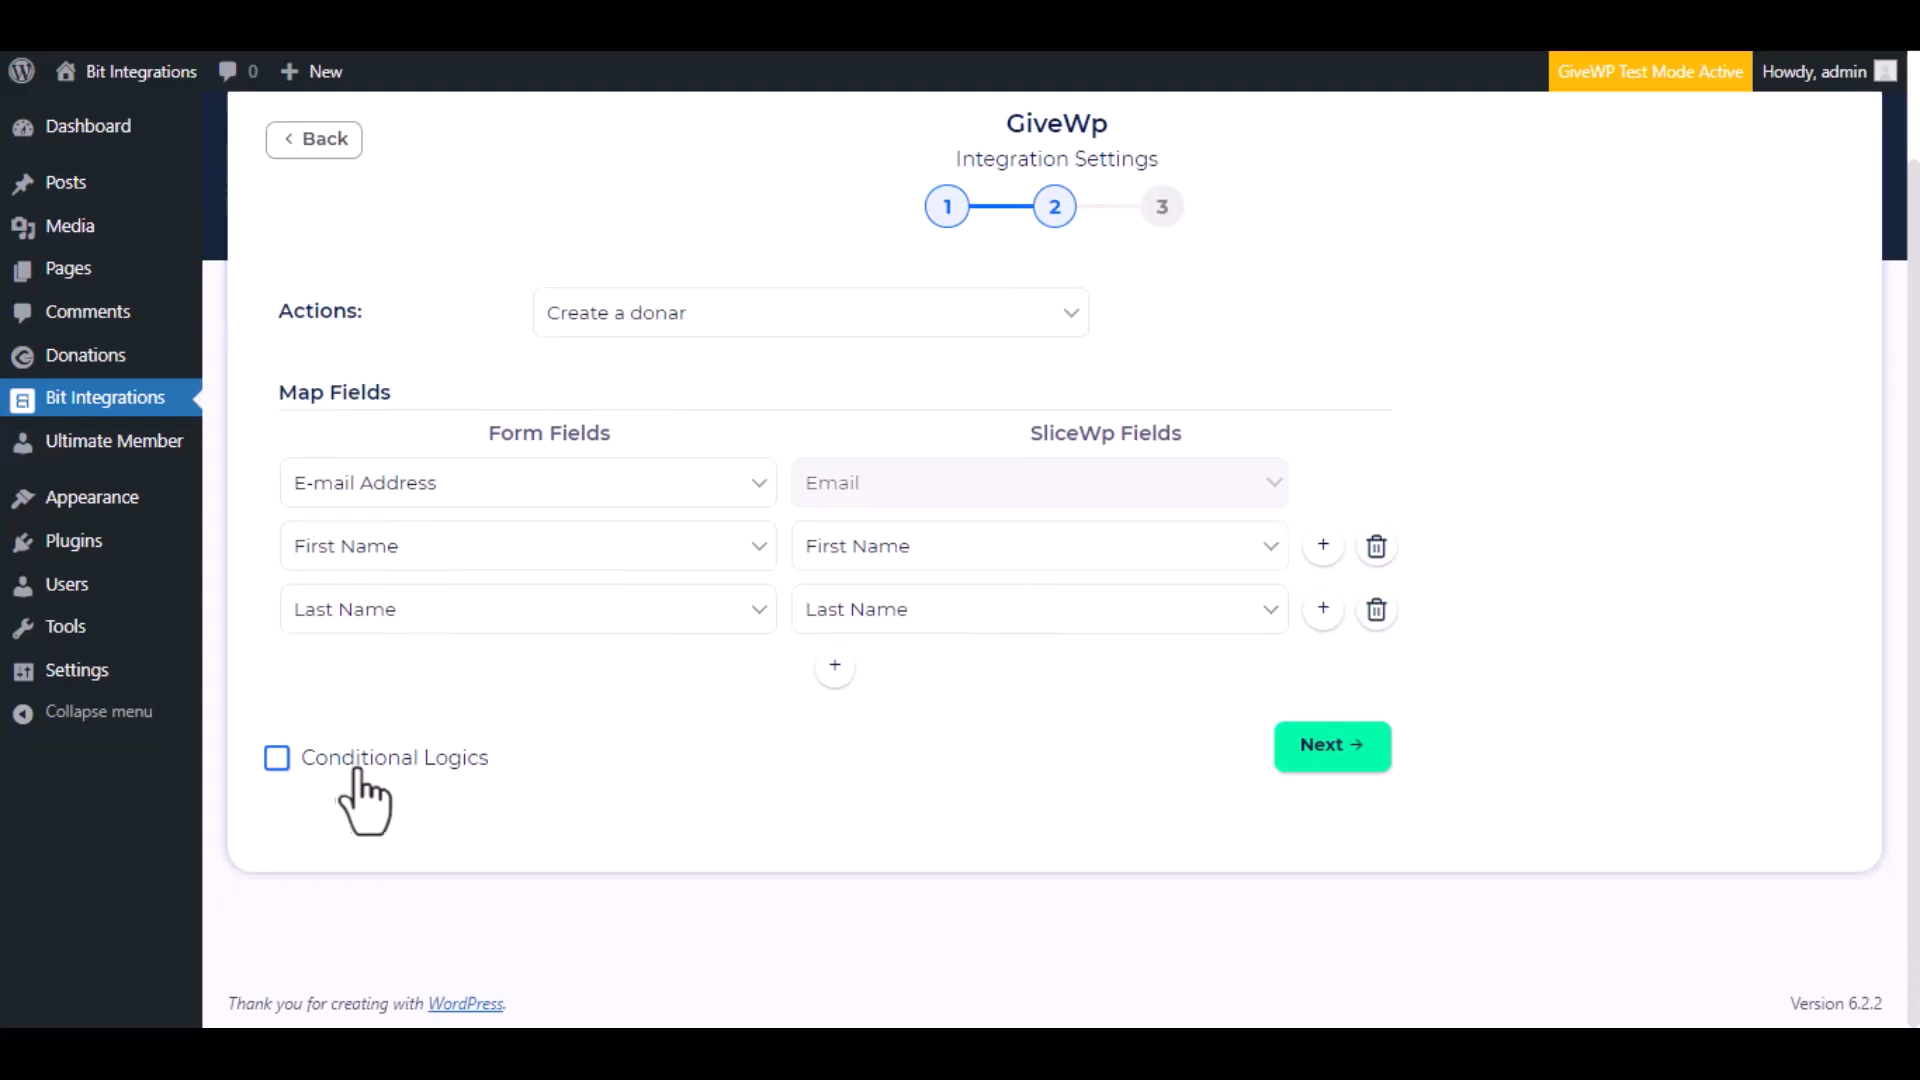 Bit Integrations 0 New GiveWP Test Mode Active Howdy, admin
Dashboard
Posts
Media
Pages
Comments
Donations
Bit Integrations
Ultimate Member
Appearance
Plugins
Users
Tools
Settings
Collapse menu
Back
GiveWp
Integration Settings
1 2 3
Actions: Create a donar
Map Fields
Form Fields SliceWp Fields
E-mail Address Email
First Name First Name
Last Name Last Name
Conditional Logics
Next →
Thank you for creating with WordPress. Version 6.2.2